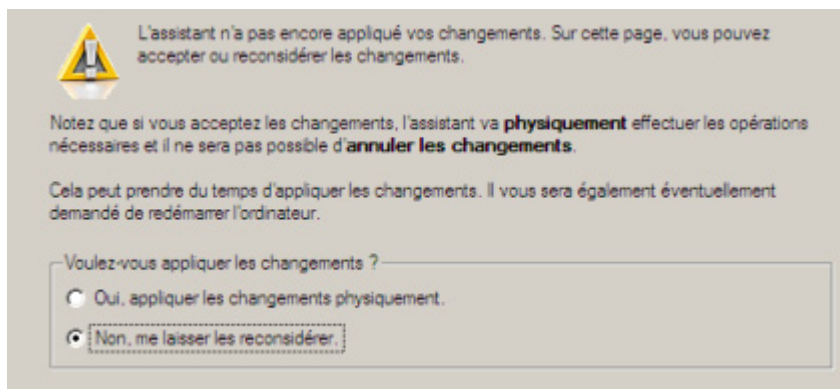 L'assistant n'a pas encore appliqué vos changements. Sur cette page, vous pouvez
accepter ou reconsidérer les changements.
Notez que si vous acceptez les changements, l'assistant va physiquement effectuer les opérations
nécessaires et il ne sera pas possible d'annuler les changements.
Cela peut prendre du temps d'appliquer les changements. Il vous sera également éventuellement
demandé de redémarrer l'ordinateur.
Voulez-vous appliquer les changements ?
Oui, appliquer les changements physiquement.
Non, me laisser les reconsidérer.